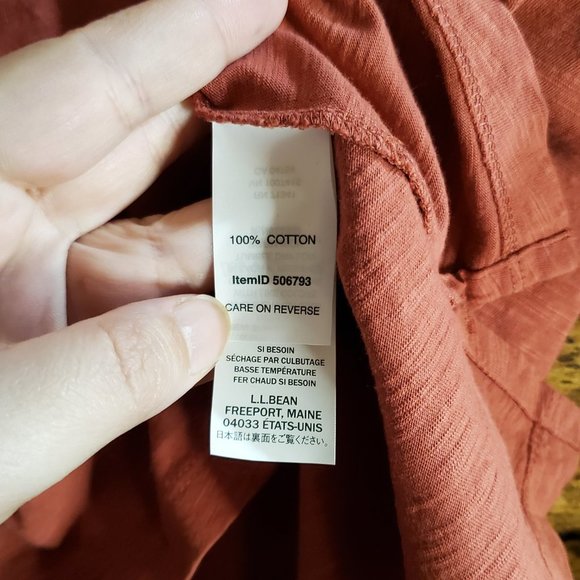 100% COTTON
ItemID 506793
CARE ON REVERSE
SI BESOIN
SÉCHAGE PAR CULBUTAGE
BASSE TEMPÉRATURE
FER CHAUD SI BESOIN
L.L.BEAN
FREEPORT, MAINE
04033 ÉTATS-UNIS
日本語は裏面をご覧ください。